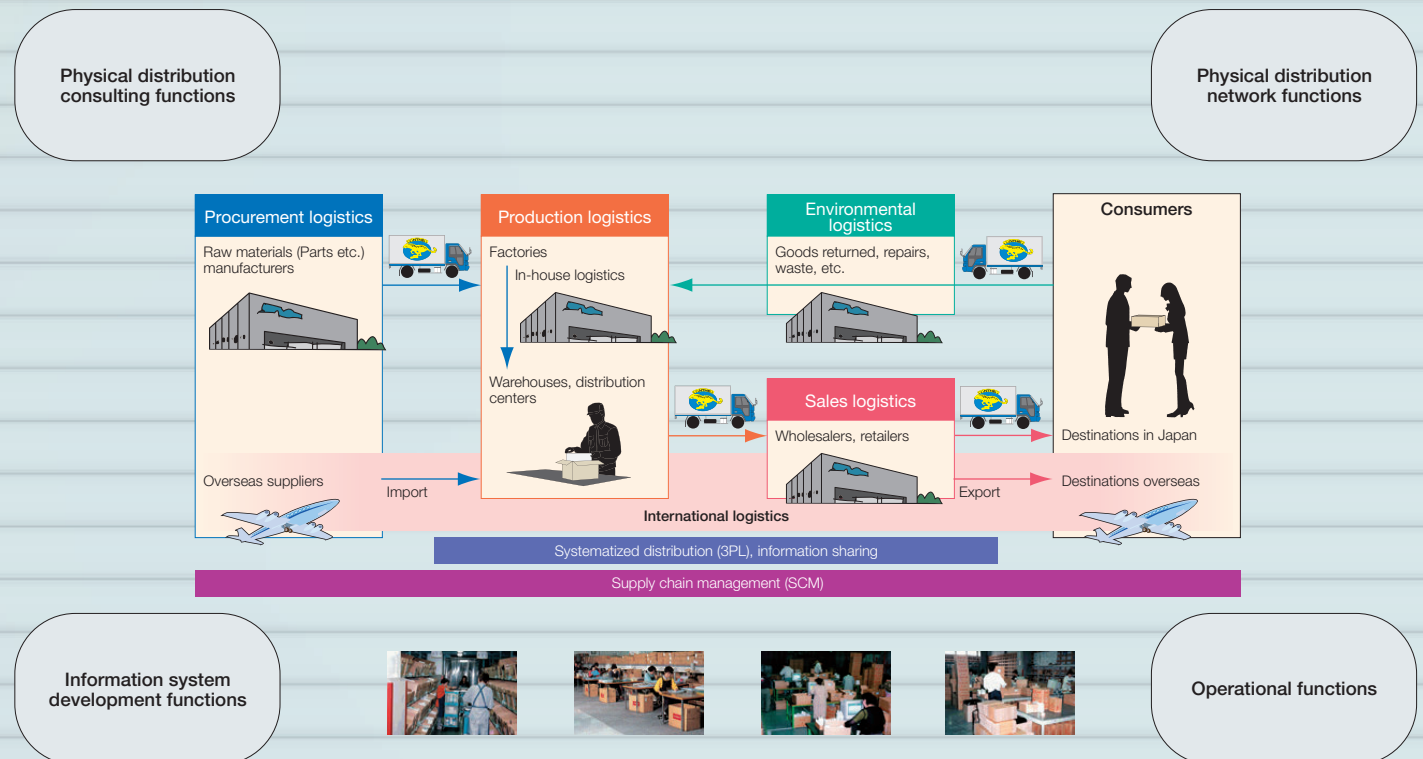 Physical distribution
consulting functions
Physical distribution
network functions
Procurement logistics
Raw materials (Parts etc.)
manufacturers
Overseas suppliers
Import
Production logistics
Factories
In-house logistics
Warehouses, distribution
centers
Environmental
logistics
Goods returned, repairs,
waste, etc.
Sales logistics
Wholesalers, retailers
Export
Consumers
Destinations in Japan
Destinations overseas
International logistics
Systematized distribution (3PL), information sharing
Supply chain management (SCM)
Information system
development functions
Operational functions